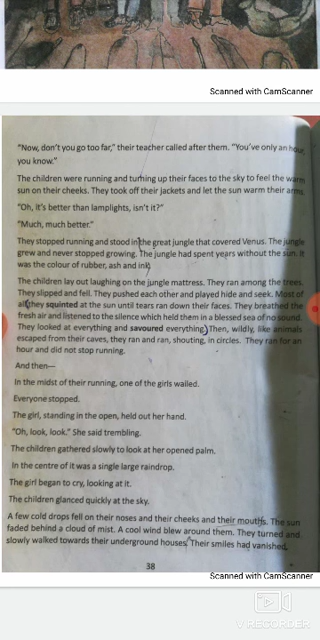 Scanned with CamScanner
"Now, don't you go too far," their teacher called after them. "You've only an hour,
you know."
The children were running and turning up their faces to the sky to feel the warm
sun on their cheeks. They took off their jackets and let the sun warm their arms.
"Oh, it's better than lamplights, isn't it?"
"Much, much better."
They stopped running and stood in the great jungle that covered Venus. The jungle
grew and never stopped growing. The jungle had spent years without the sun. It
was the colour of rubber, ash and ink.
The children lay out laughing on the jungle mattress. They ran among the trees.
They slipped and fell. They pushed each other and played hide and seek. Most of
all they squinted at the sun until tears ran down their faces. They breathed the
fresh air and listened to the silence which held them in a blessed sea of no sound.
They looked at everything and savoured everything. Then, wildly, like animals
escaped from their caves, they ran and ran, shouting, in circles. They ran for an
hour and did not stop running.
And then—
In the midst of their running, one of the girls wailed.
Everyone stopped.
The girl, standing in the open, held out her hand.
"Oh, look, look." She said trembling.
The children gathered slowly to look at her opened palm.
In the centre of it was a single large raindrop.
The girl began to cry, looking at it.
The children glanced quickly at the sky.
A few cold drops fell on their noses and their cheeks and their mouths. The sun
faded behind a cloud of mist. A cool wind blew around them. They turned and
slowly walked towards their underground houses. Their smiles had vanished.
38
Scanned with CamScanner
V RECORDER